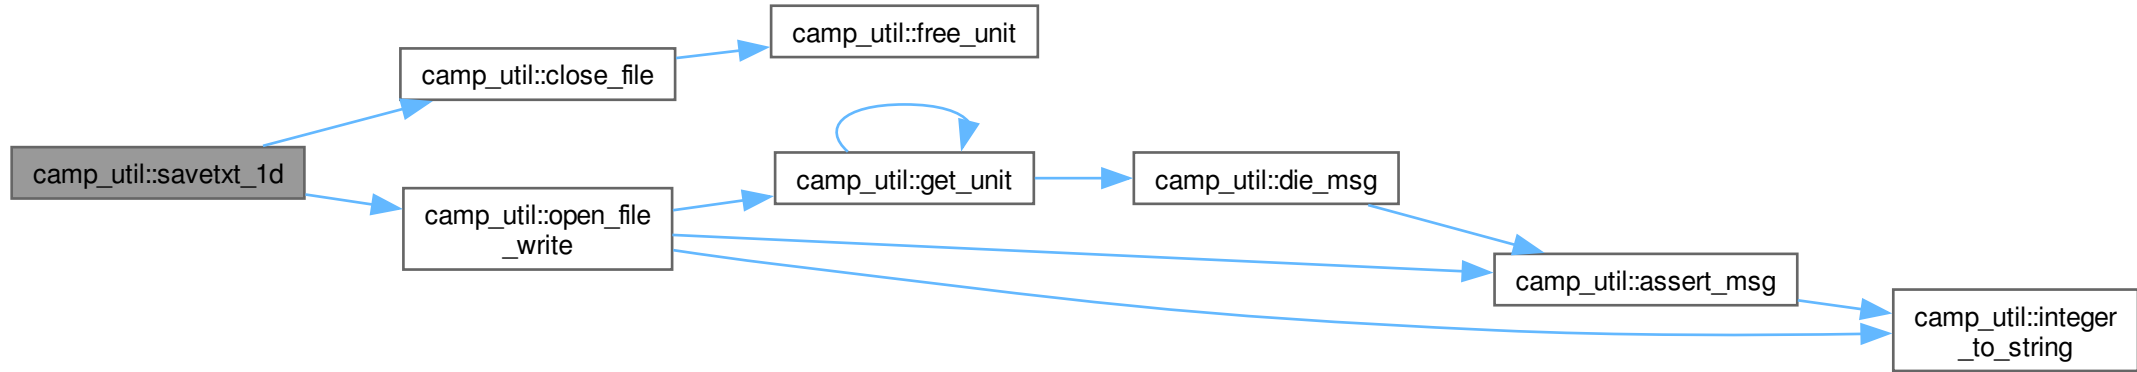 camp_util::free_unit
camp_util::close_file
camp_util::savetxt_1d
camp_util::get_unit
camp_util::die_msg
camp_util::open_file
_write
camp_util::assert_msg
camp_util::integer
_to_string